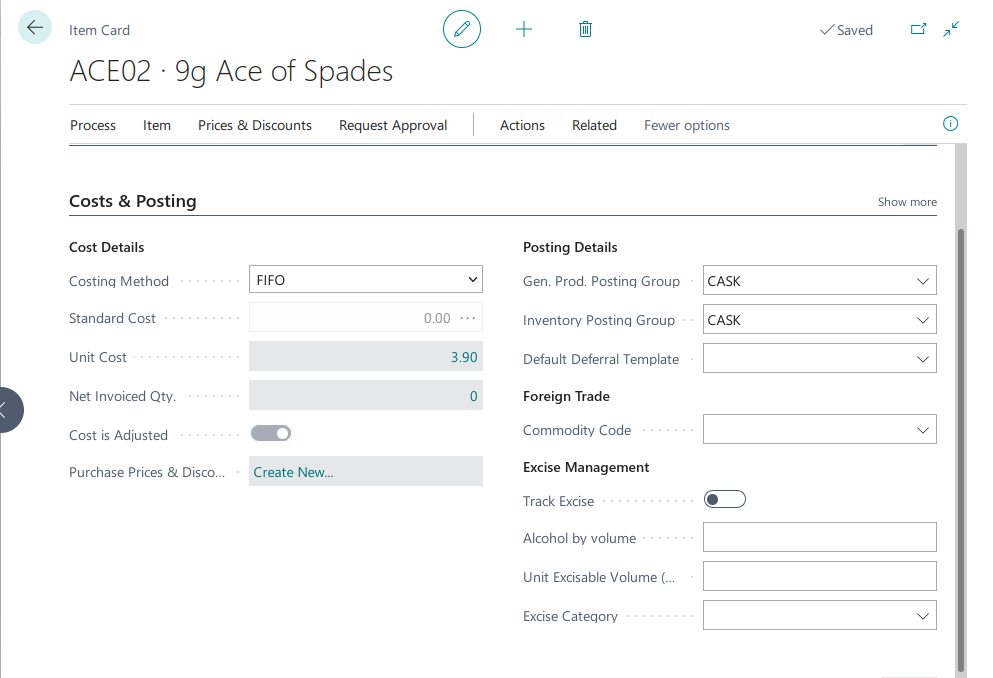 Item Card
Saved
ACE02 · 9g Ace of Spades
Process Item Prices & Discounts Request Approval Actions Related Fewer options
Costs & Posting
Show more
Cost Details
Costing Method FIFO
Standard Cost 0.00 ···
Unit Cost 3.90
Net Invoiced Qty. 0
Cost is Adjusted
Purchase Prices & Disco... Create New...
Posting Details
Gen. Prod. Posting Group CASK
Inventory Posting Group CASK
Default Deferral Template
Foreign Trade
Commodity Code
Excise Management
Track Excise
Alcohol by volume
Unit Excisable Volume (...
Excise Category